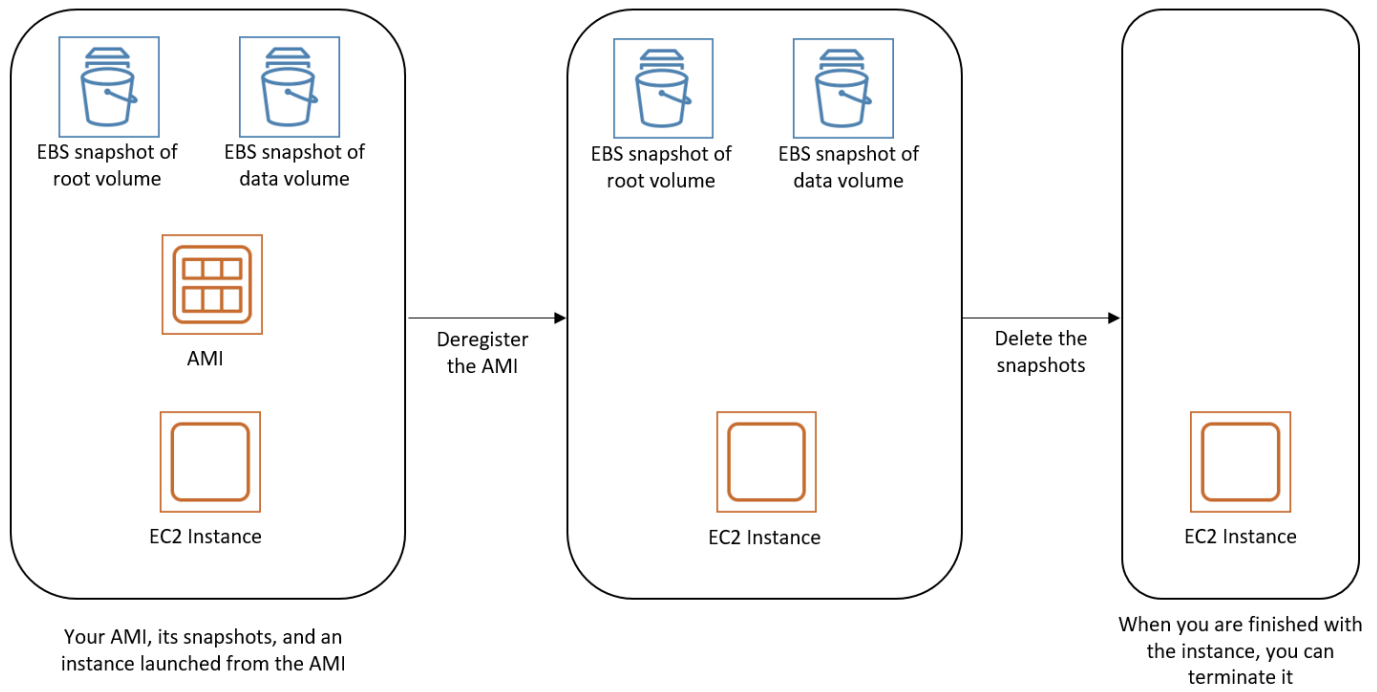 EBS snapshot of
root volume
EBS snapshot of
data volume
AMI
EC2 Instance
Your AMI, its snapshots, and an
instance launched from the AMI
Deregister
the AMI
EBS snapshot of
root volume
EBS snapshot of
data volume
EC2 Instance
Delete the
snapshots
EC2 Instance
When you are finished with
the instance, you can
terminate it